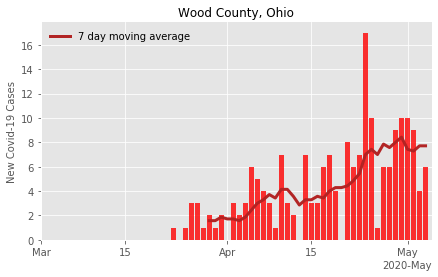 Wood County, Ohio
7 day moving average
New Covid-19 Cases
16
14
12
10
8
6
4
2
0
Mar
15
Apr
15
May
2020-May